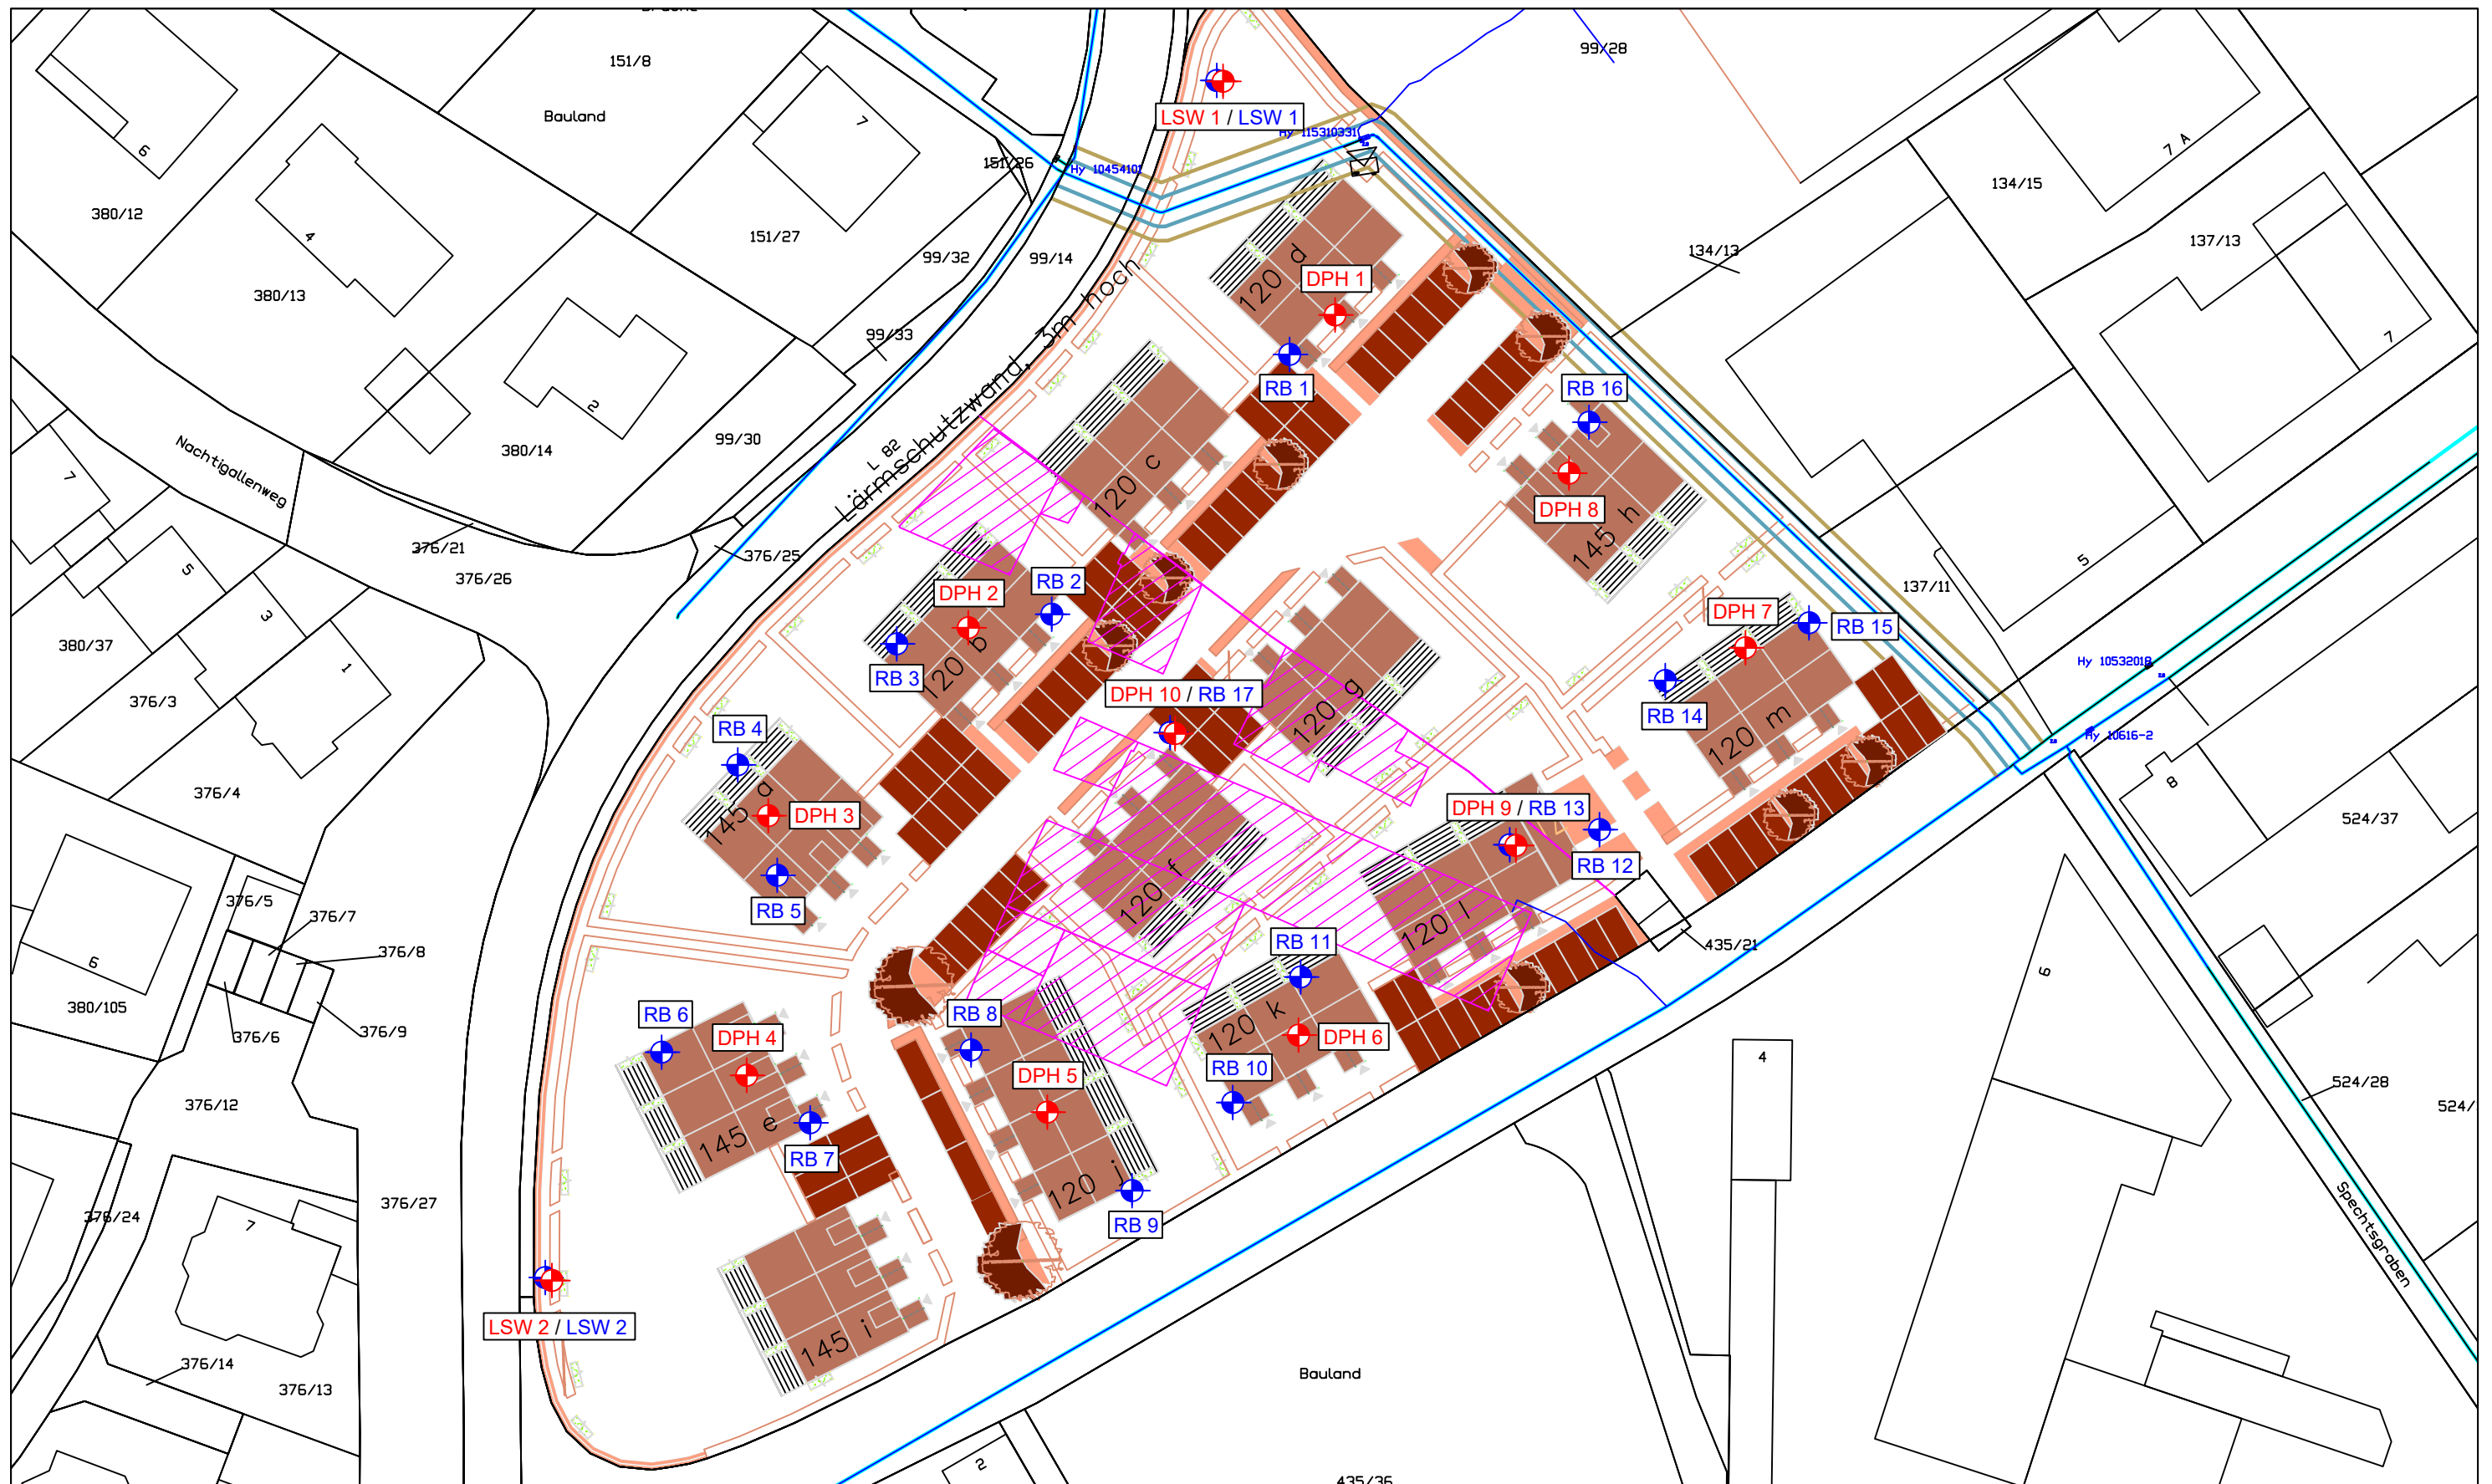 151/8
Bauland
7
6
151/26
380/12
4
151/27
99/32
99/14
380/13
99/33
2
380/14
99/30
Nachtigallenweg
376/21
376/25
376/26
L 82
Lärmschutzwand, 3m hoch
LSW 1 / LSW 1
Hy 115310331
Hy 10454101
99/28
134/15
7 A
134/13
137/13
7
5
137/11
120 d
DPH 1
RB 1
RB 16
DPH 8
145 h
120 c
DPH 2
RB 2
RB 3
120 b
DPH 7
RB 15
RB 14
120 m
Hy 10616-2
8
524/37
DPH 10 / RB 17
120 g
RB 4
145 a
DPH 3
RB 5
DPH 9 / RB 13
RB 12
120 f
120 l
435/21
RB 11
120 k
DPH 6
RB 10
RB 6
DPH 4
145 e
RB 7
RB 8
DPH 5
120 j
RB 9
145 i
LSW 2 / LSW 2
7
5
3
1
380/37
376/3
376/4
376/5
376/7
376/8
6
380/105
376/6
376/9
376/12
376/24
7
376/27
376/14
376/13
4
6
524/28
524/
Spechtsgraben
Bauland
2
435/36